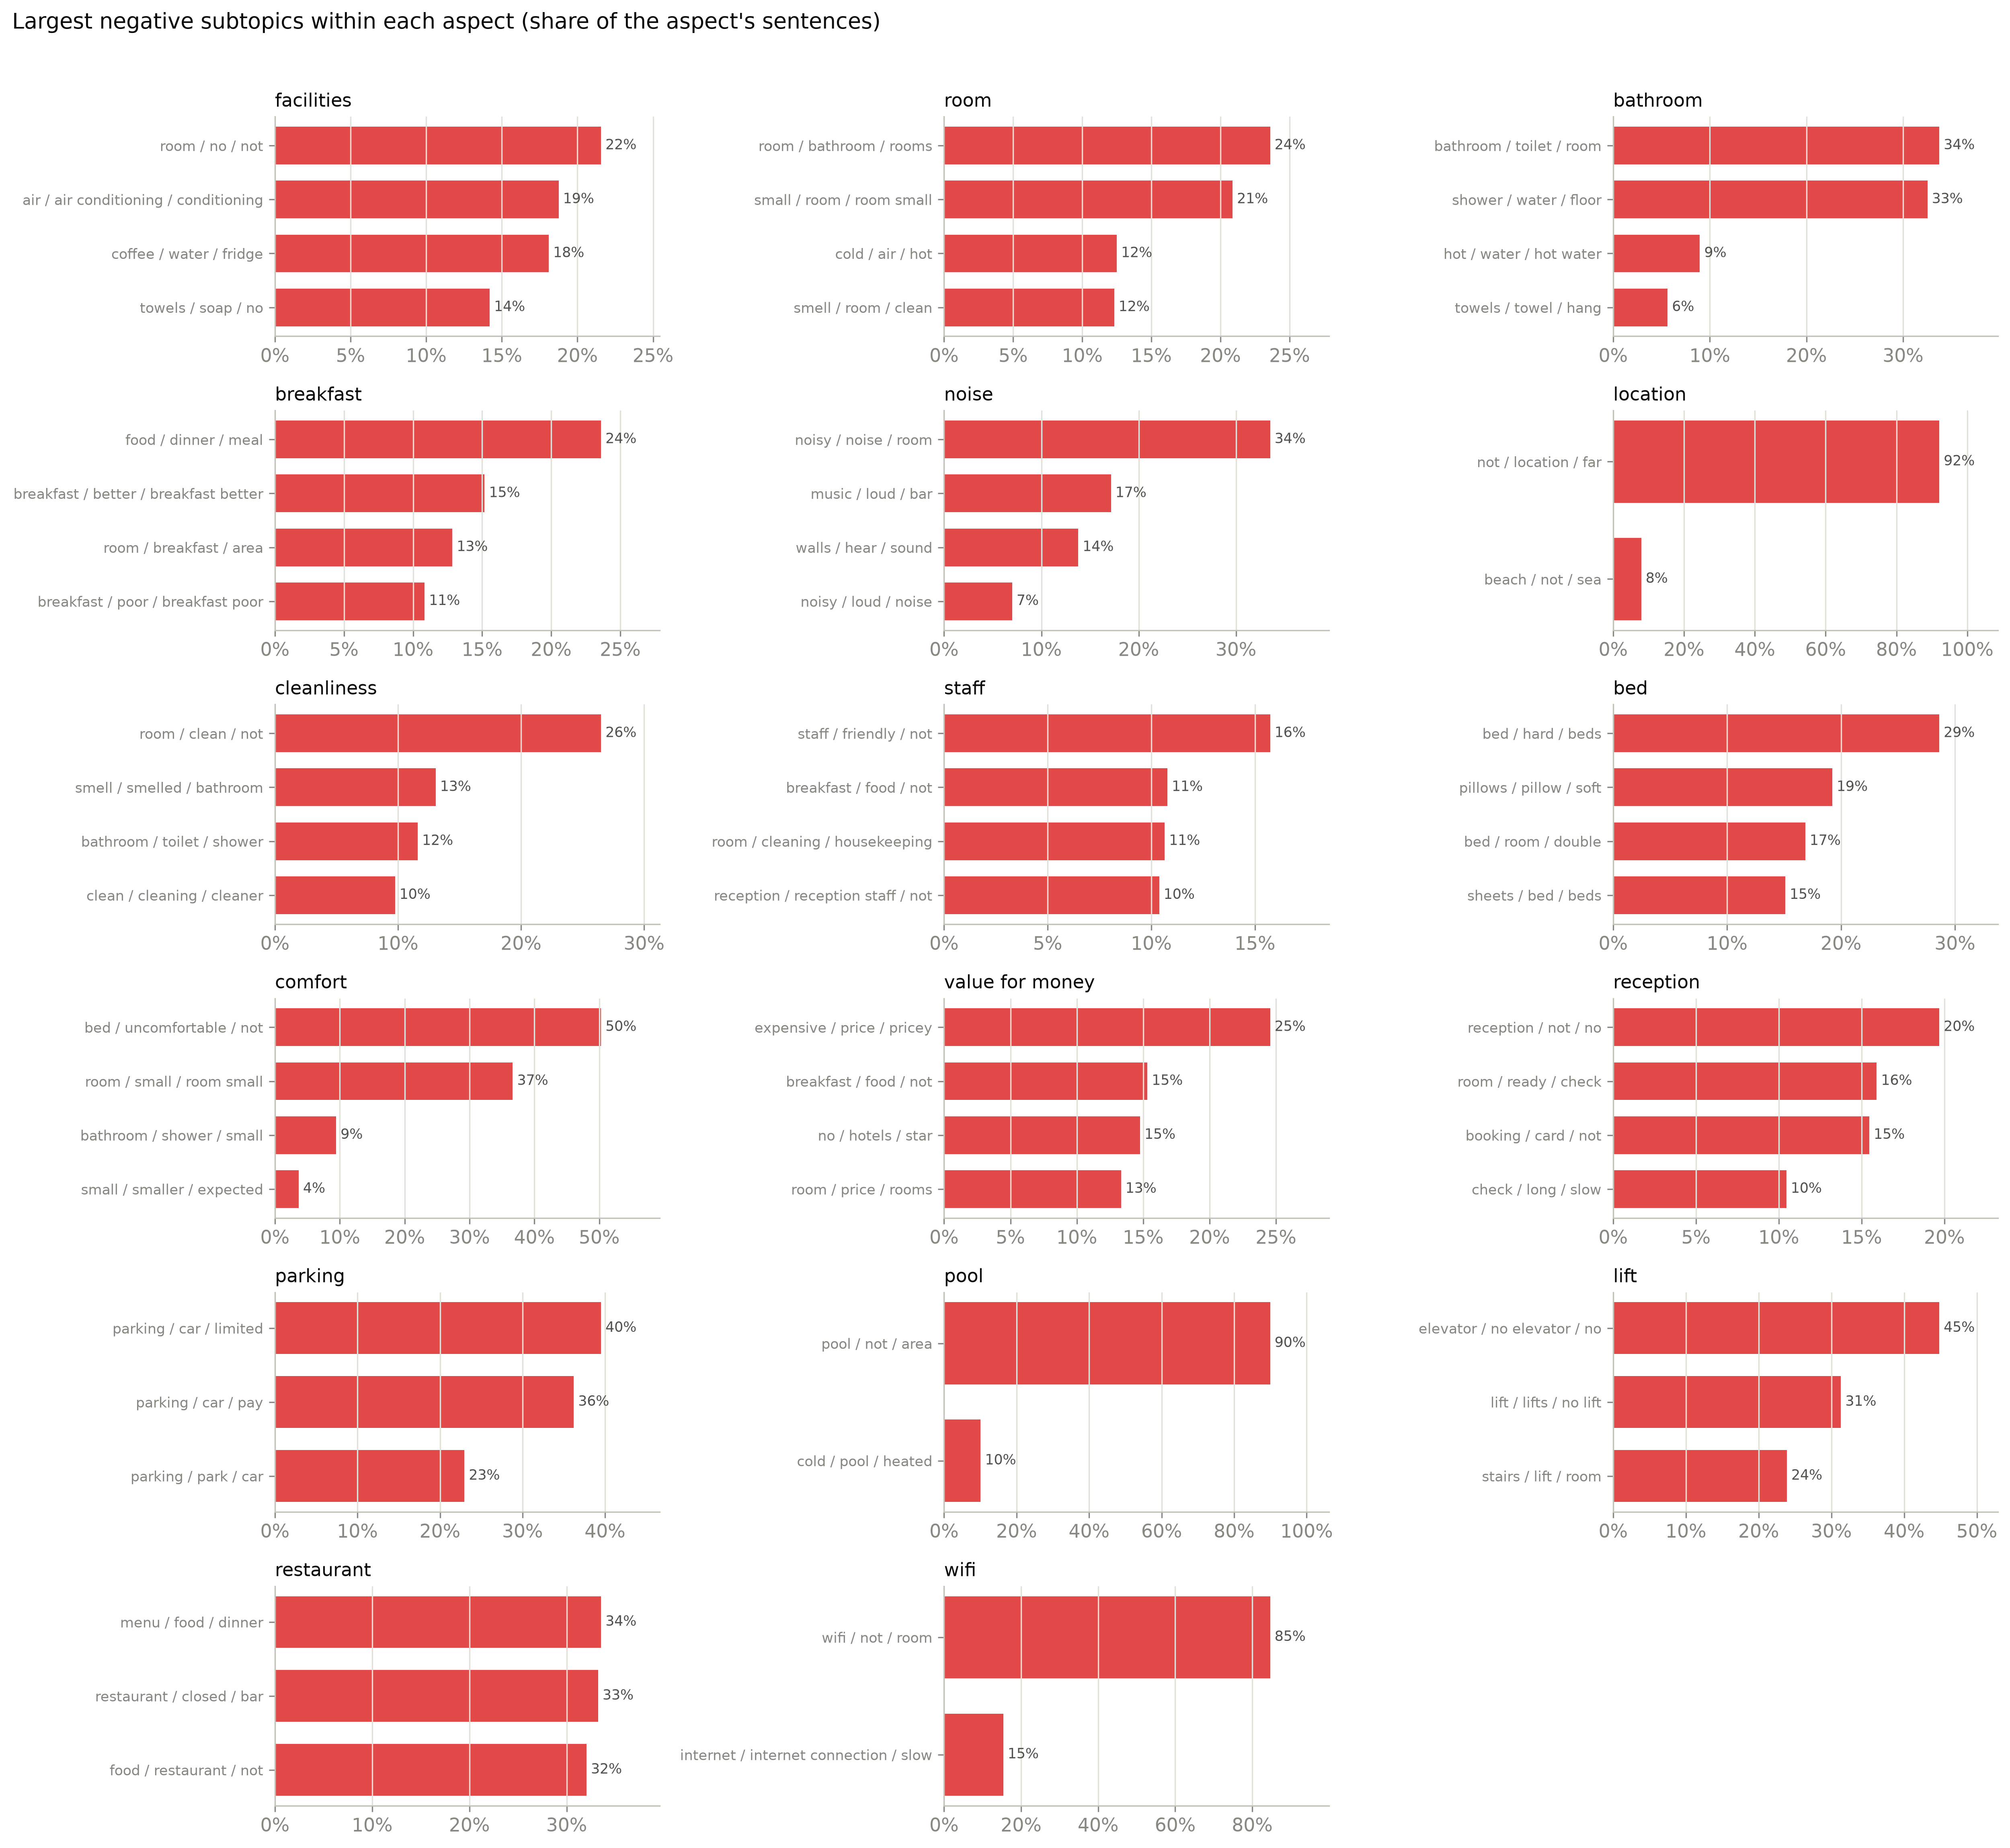 Largest negative subtopics within each aspect (share of the aspect's sentences)
facilities
room / no / not
22%
air / air conditioning / conditioning
19%
coffee / water / fridge
18%
towels / soap / no
14%
0% 5% 10% 15% 20% 25%
room
room / bathroom / rooms
24%
small / room / room small
21%
cold / air / hot
12%
smell / room / clean
12%
0% 5% 10% 15% 20% 25%
bathroom
bathroom / toilet / room
34%
shower / water / floor
33%
hot / water / hot water
9%
towels / towel / hang
6%
0% 10% 20% 30%
breakfast
food / dinner / meal
24%
breakfast / better / breakfast better
15%
room / breakfast / area
13%
breakfast / poor / breakfast poor
11%
0% 5% 10% 15% 20% 25%
noise
noisy / noise / room
34%
music / loud / bar
17%
walls / hear / sound
14%
noisy / loud / noise
7%
0% 10% 20% 30%
location
not / location / far
92%
beach / not / sea
8%
0% 20% 40% 60% 80% 100%
cleanliness
room / clean / not
26%
smell / smelled / bathroom
13%
bathroom / toilet / shower
12%
clean / cleaning / cleaner
10%
0% 10% 20% 30%
staff
staff / friendly / not
16%
breakfast / food / not
11%
room / cleaning / housekeeping
11%
reception / reception staff / not
10%
0% 5% 10% 15%
bed
bed / hard / beds
29%
pillows / pillow / soft
19%
bed / room / double
17%
sheets / bed / beds
15%
0% 10% 20% 30%
comfort
bed / uncomfortable / not
50%
room / small / room small
37%
bathroom / shower / small
9%
small / smaller / expected
4%
0% 10% 20% 30% 40% 50%
value for money
expensive / price / pricey
25%
breakfast / food / not
15%
no / hotels / star
15%
room / price / rooms
13%
0% 5% 10% 15% 20% 25%
reception
reception / not / no
20%
room / ready / check
16%
booking / card / not
15%
check / long / slow
10%
0% 5% 10% 15% 20%
parking
parking / car / limited
40%
parking / car / pay
36%
parking / park / car
23%
0% 10% 20% 30% 40%
pool
pool / not / area
90%
cold / pool / heated
10%
0% 20% 40% 60% 80% 100%
lift
elevator / no elevator / no
45%
lift / lifts / no lift
31%
stairs / lift / room
24%
0% 10% 20% 30% 40% 50%
restaurant
menu / food / dinner
34%
restaurant / closed / bar
33%
food / restaurant / not
32%
0% 10% 20% 30%
wifi
wifi / not / room
85%
internet / internet connection / slow
15%
0% 20% 40% 60% 80%